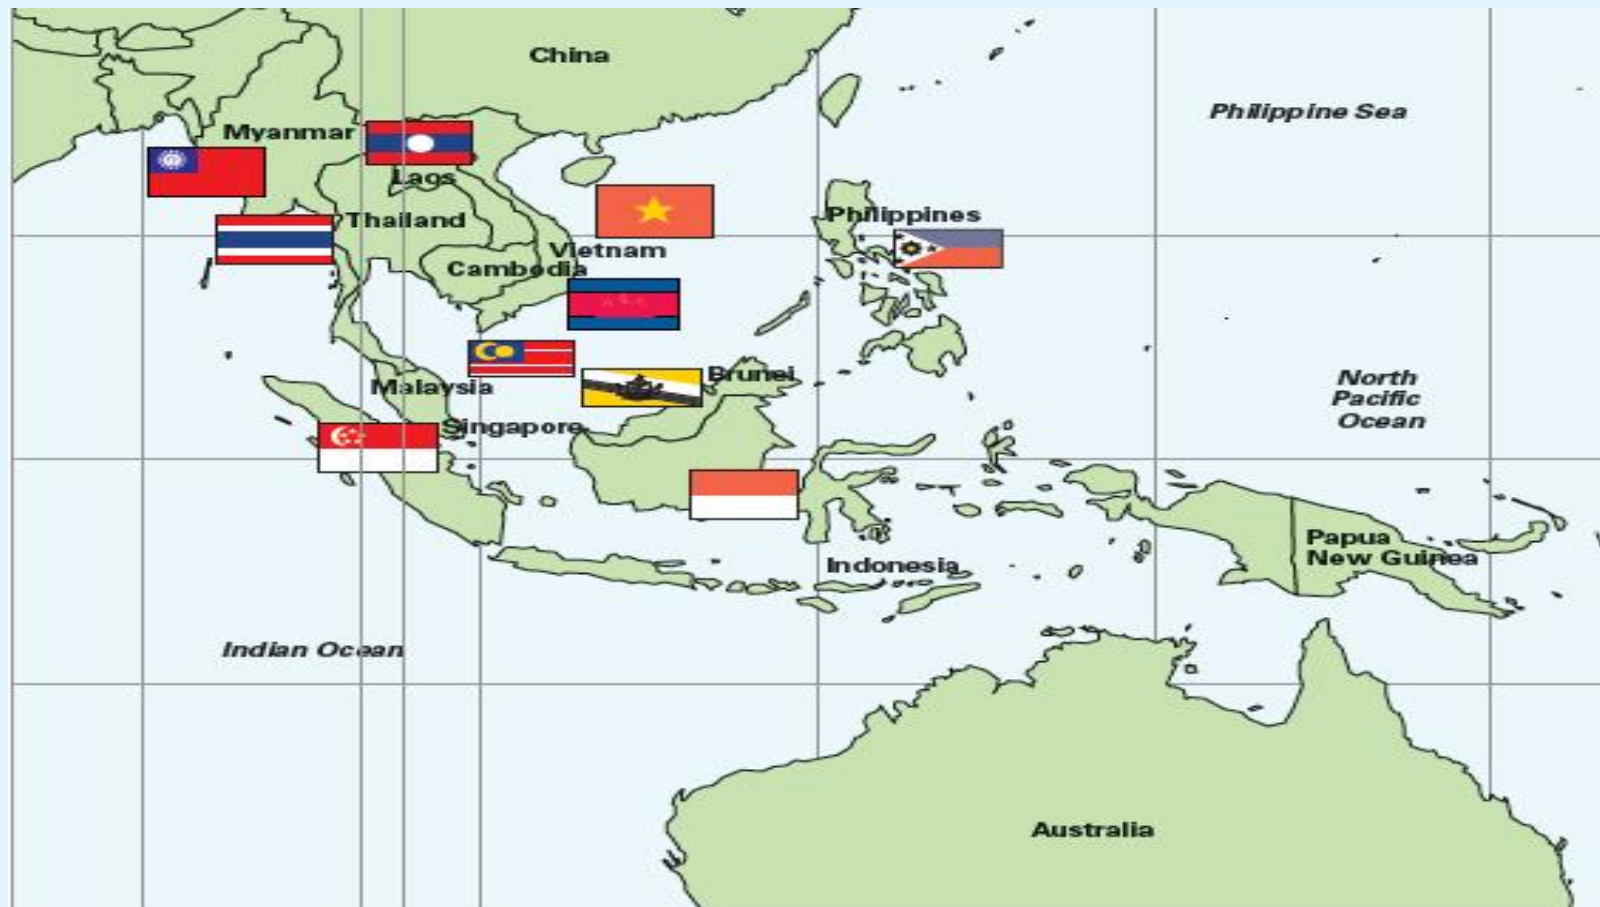 China
Philippine Sea
Myanmar
Laos
Thailand
Philippines
Vietnam
Cambodia
Brunei
Malaysia
North
Pacific
Ocean
Singapore
Papua
New Guinea
Indonesia
Indian Ocean
Australia